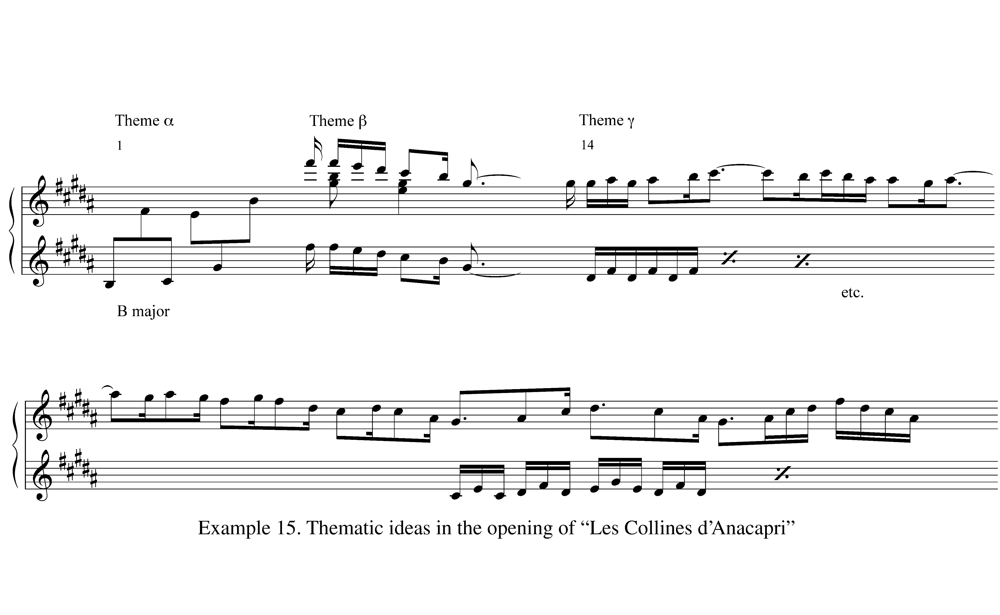 Theme α
Theme β
Theme γ
1
14
etc.
B major
Example 15. Thematic ideas in the opening of “Les Collines d’Anacapri”